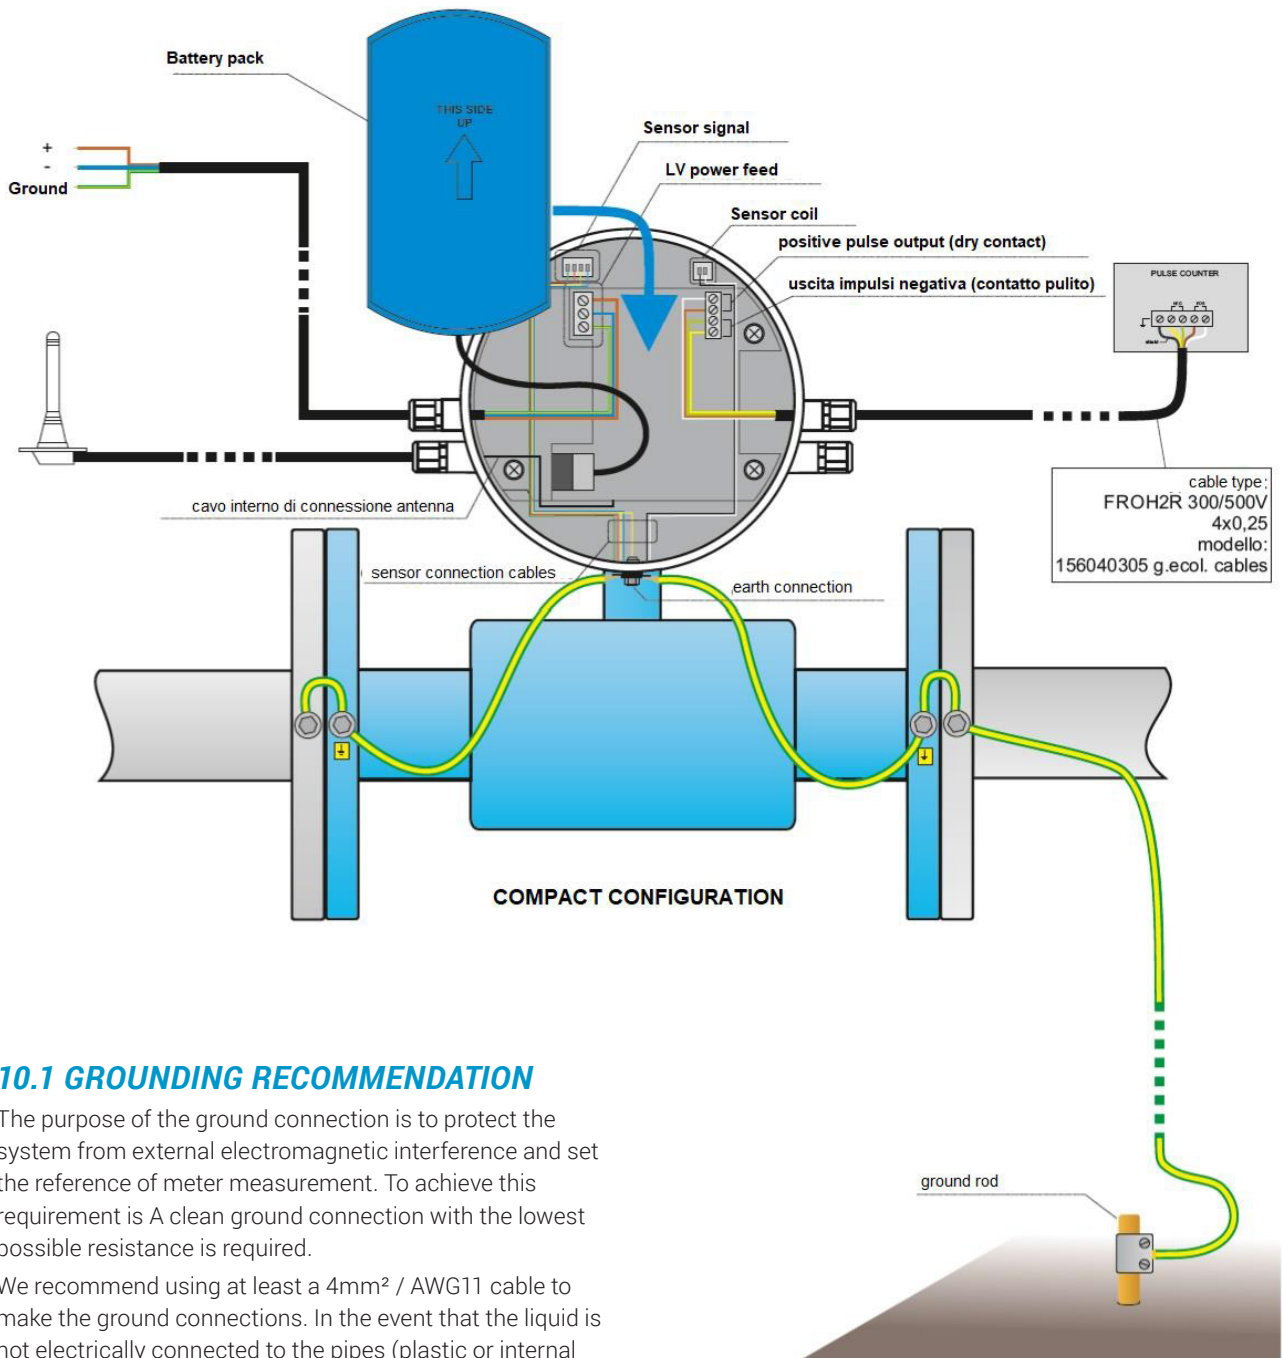 Battery pack
THIS SIDE
UP
Sensor signal
LV power feed
Sensor coil
positive pulse output (dry contact)
uscita impulsi negativa (contatto pulito)
+
-
Ground
PULSE COUNTER
cable type:
FROH2R 300/500V
4x0,25
modello:
156040305 g.ecol. cables
cavo interno di connessione antenna
sensor connection cables
earth connection
COMPACT CONFIGURATION
10.1 GROUNDING RECOMMENDATION
The purpose of the ground connection is to protect the
system from external electromagnetic interference and set
the reference of meter measurement. To achieve this
requirement is A clean ground connection with the lowest
possible resistance is required.
We recommend using at least a 4mm² / AWG11 cable to
make the ground connections. In the event that the liquid is
not electrically connected to the pipes (plastic or internal
ground rod